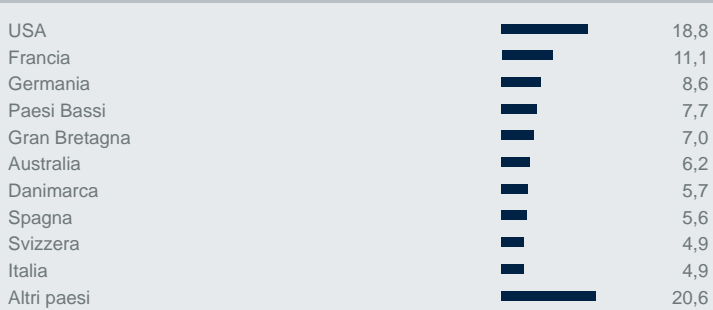 USA 18,8
Francia 11,1
Germania 8,6
Paesi Bassi 7,7
Gran Bretagna 7,0
Australia 6,2
Danimarca 5,7
Spagna 5,6
Svizzera 4,9
Italia 4,9
Altri paesi 20,6